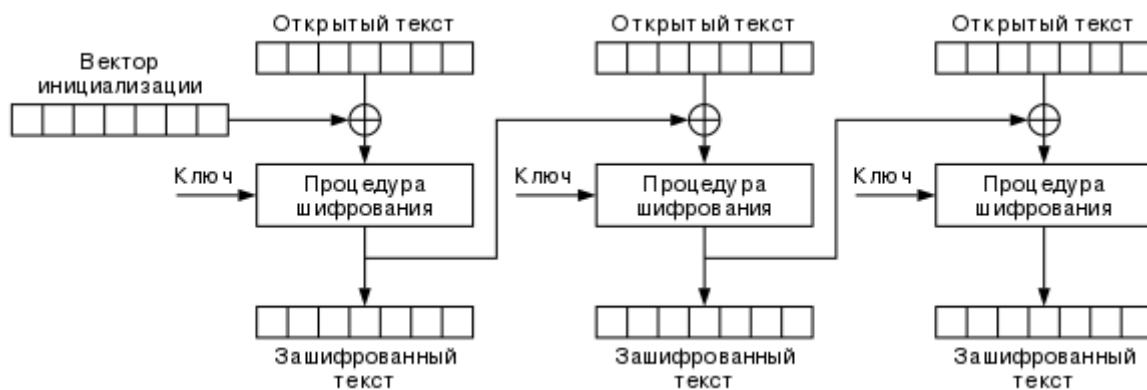 Открытый текст
Открытый текст
Открытый текст
Вектор
инициализации
Ключ
Процедура
шифрования
Ключ
Процедура
шифрования
Ключ
Процедура
шифрования
Зашифрованный
текст
Зашифрованный
текст
Зашифрованный
текст